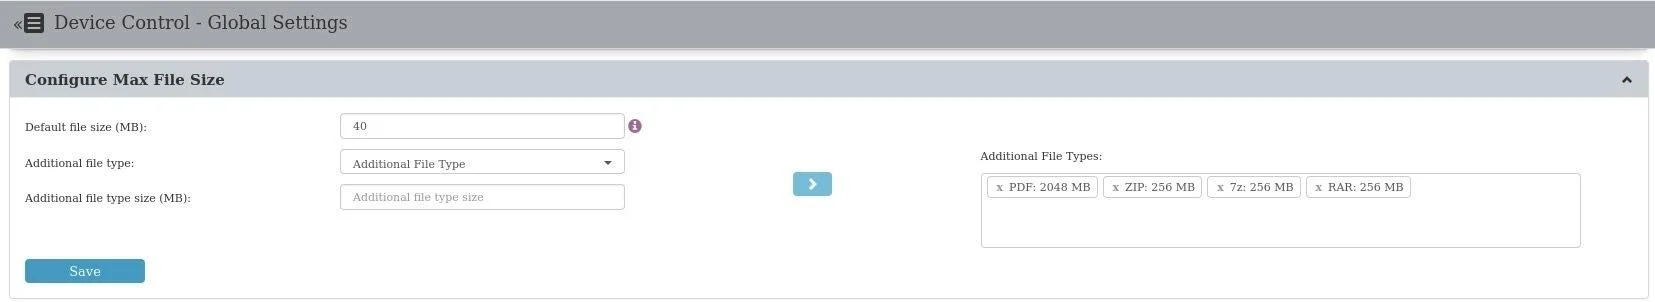 « Device Control - Global Settings
Configure Max File Size
Default file size (MB):
40
Additional file type:
Additional File Type
Additional file type size (MB):
Additional file type size
Additional File Types:
x PDF: 2048 MB x ZIP: 256 MB x 7z: 256 MB x RAR: 256 MB
Save